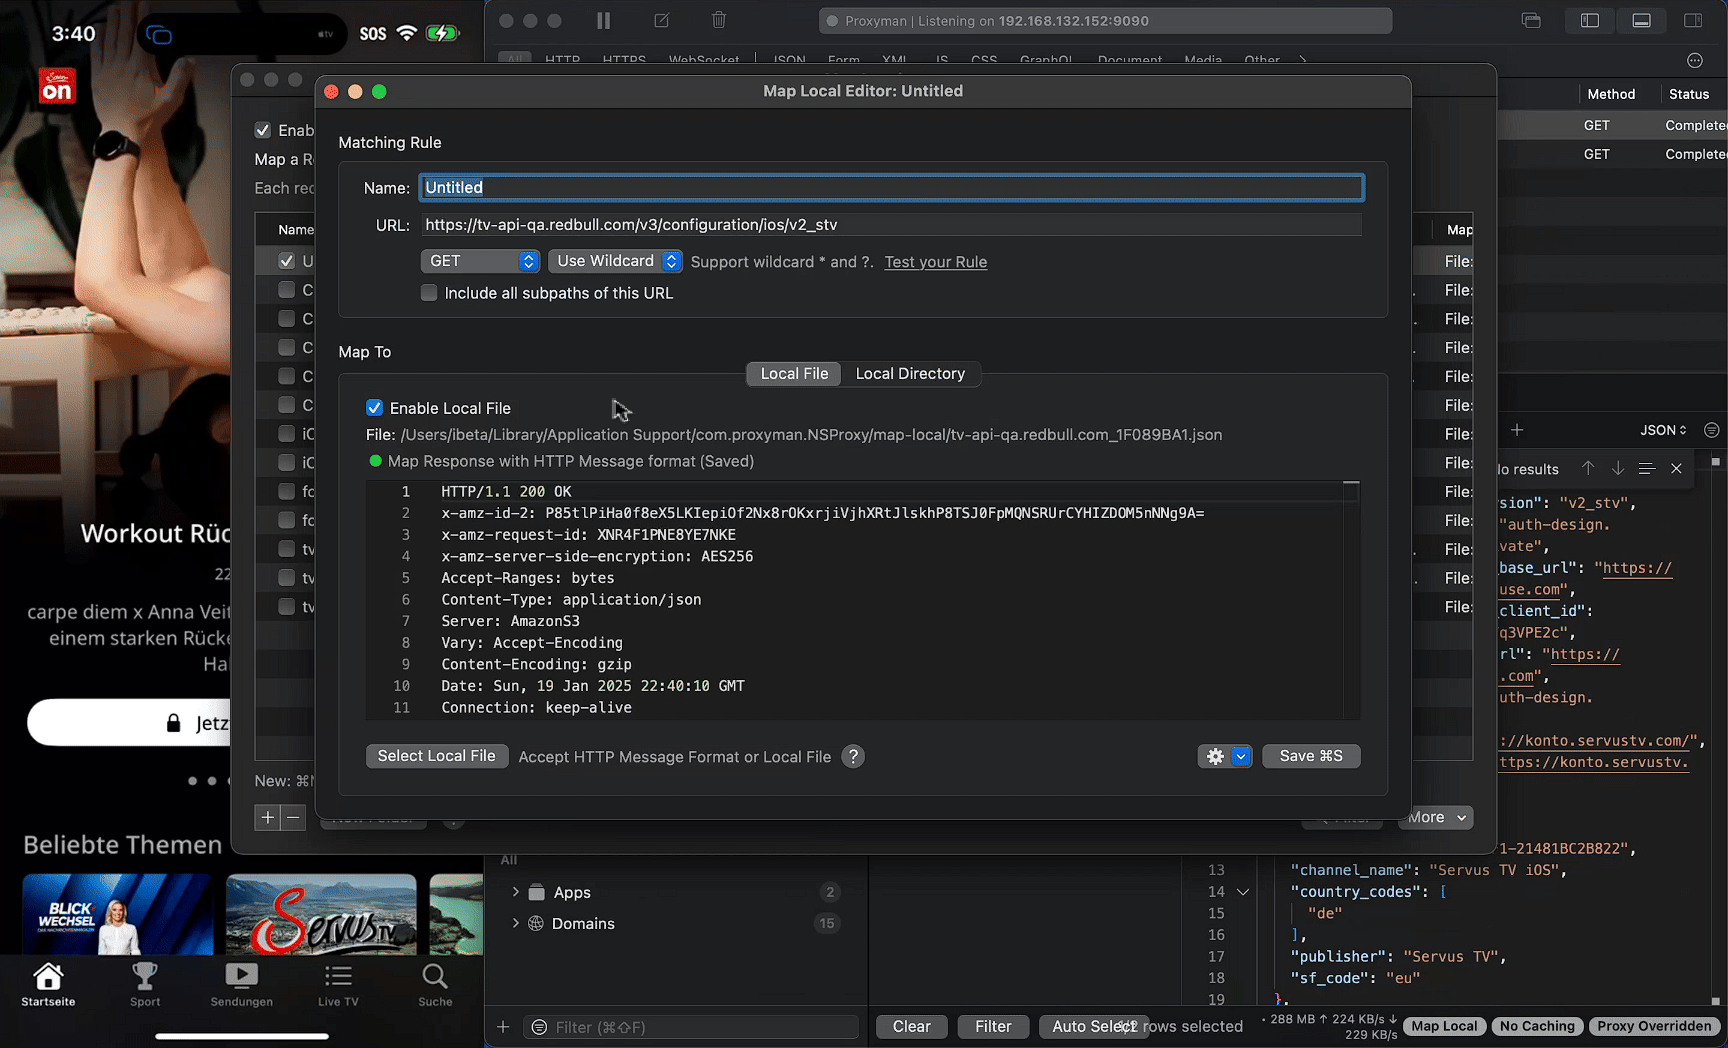 3:40
tv
SOS
on
Workout Rüc
22
carpe diem x Anna Veit
einem starken Rücke
Ha
Jetz
Beliebte Themen
BLICK
WECHSEL
Servus TV
Startseite
Sport
Sendungen
Live TV
Suche
Proxyman | Listening on 192.168.132.152:9090
All HTTP HTTPS WebSocket JSON Form XML JS CSS GraphQL Document Media Other
Method Status
GET Complete
GET Complete
Enab
Map a R
Each rec
Name
Map
U File:
C File:
C File:
C File:
C File:
C File:
iC File:
iC File:
fc File:
fc File:
tv File:
tv File:
tv File:
New: ⌘N
+ −
New Folder
Filter
More
Map Local Editor: Untitled
Matching Rule
Name: Untitled
URL: https://tv-api-qa.redbull.com/v3/configuration/ios/v2_stv
GET Use Wildcard Support wildcard * and ?. Test your Rule
Include all subpaths of this URL
Map To
Local File Local Directory
Enable Local File
File: /Users/ibeta/Library/Application Support/com.proxyman.NSProxy/map-local/tv-api-qa.redbull.com_1F089BA1.json
Map Response with HTTP Message format (Saved)
1 HTTP/1.1 200 OK
2 x-amz-id-2: P85tlPiHa0f8eX5LKIepiOf2Nx8rOKxrjiVjhXRtJlskhP8TSJ0FpMQNSRUrCYHIZDOM5nNNg9A=
3 x-amz-request-id: XNR4F1PNE8YE7NKE
4 x-amz-server-side-encryption: AES256
5 Accept-Ranges: bytes
6 Content-Type: application/json
7 Server: AmazonS3
8 Vary: Accept-Encoding
9 Content-Encoding: gzip
10 Date: Sun, 19 Jan 2025 22:40:10 GMT
11 Connection: keep-alive
Select Local File Accept HTTP Message Format or Local File ?
Save ⌘S
+ JSON
lo results
sion": "v2_stv",
"auth-design.
vate",
base_url": "https://
use.com",
client_id":
q3VPE2c",
rl": "https://
.com",
uth-design.
://konto.servustv.com/",
ttps://konto.servustv.
1-21481BC2B822",
13 "channel_name": "Servus TV iOS",
14 "country_codes": [
15 "de"
16 ],
17 "publisher": "Servus TV",
18 "sf_code": "eu"
19 },
All
Apps 2
Domains 15
+ Filter (⌘⇧F)
Clear Filter Auto Select 1/2 rows selected
• 288 MB ↑ 224 KB/s ↓
229 KB/s
Map Local No Caching Proxy Overridden